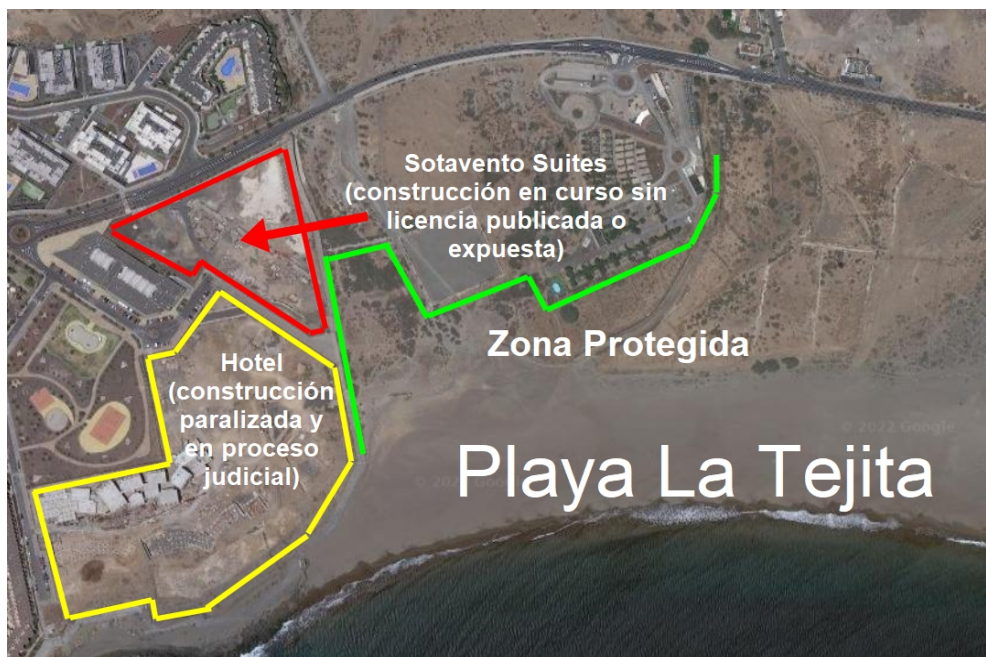 Sotavento Suites
(construcción en curso sin
licencia publicada o
expuesta)
Zona Protegida
Hotel
(construcción
paralizada y
en proceso
judicial)
Playa La Tejita
© 2022 Google